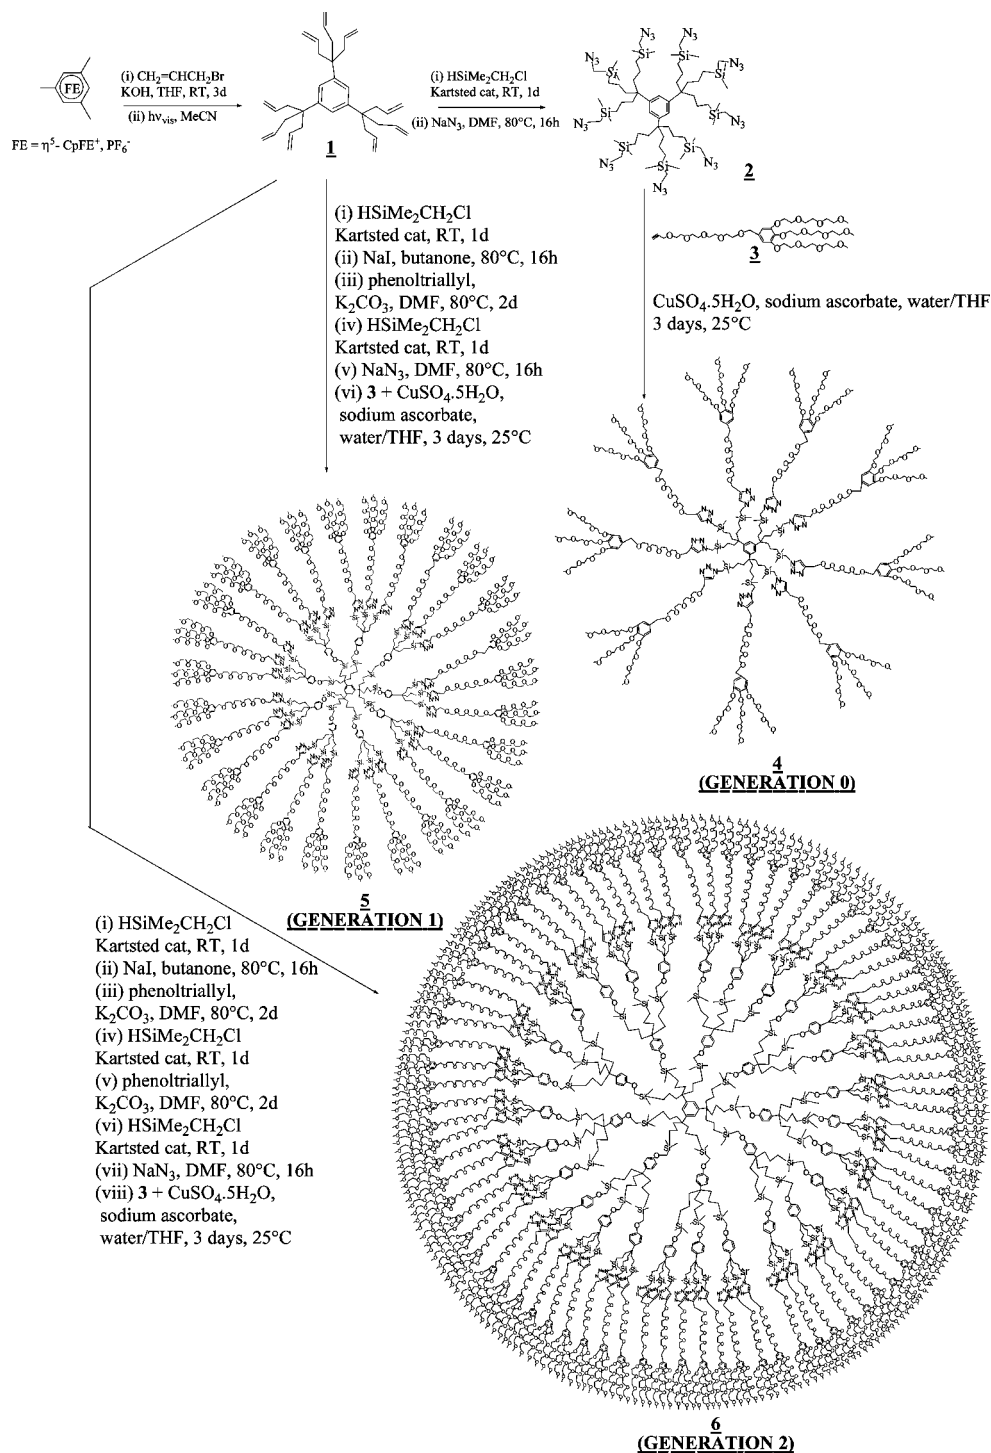 (i) CH2=CHCH2Br
KOH, THF, RT, 3d
(ii) hνvis, MeCN
FE
FE = η5- CpFE+, PF6-
1
(i) HSiMe2CH2Cl
Kartsted cat, RT, 1d
(ii) NaN3, DMF, 80°C, 16h
2
(i) HSiMe2CH2Cl
Kartsted cat, RT, 1d
(ii) NaI, butanone, 80°C, 16h
(iii) phenoltriallyl,
K2CO3, DMF, 80°C, 2d
(iv) HSiMe2CH2Cl
Kartsted cat, RT, 1d
(v) NaN3, DMF, 80°C, 16h
(vi) 3 + CuSO4.5H2O,
sodium ascorbate,
water/THF, 3 days, 25°C
3
CuSO4.5H2O, sodium ascorbate, water/THF
3 days, 25°C
4
(GENERATION 0)
5
(GENERATION 1)
(i) HSiMe2CH2Cl
Kartsted cat, RT, 1d
(ii) NaI, butanone, 80°C, 16h
(iii) phenoltriallyl,
K2CO3, DMF, 80°C, 2d
(iv) HSiMe2CH2Cl
Kartsted cat, RT, 1d
(v) phenoltriallyl,
K2CO3, DMF, 80°C, 2d
(vi) HSiMe2CH2Cl
Kartsted cat, RT, 1d
(vii) NaN3, DMF, 80°C, 16h
(viii) 3 + CuSO4.5H2O,
sodium ascorbate,
water/THF, 3 days, 25°C
6
(GENERATION 2)